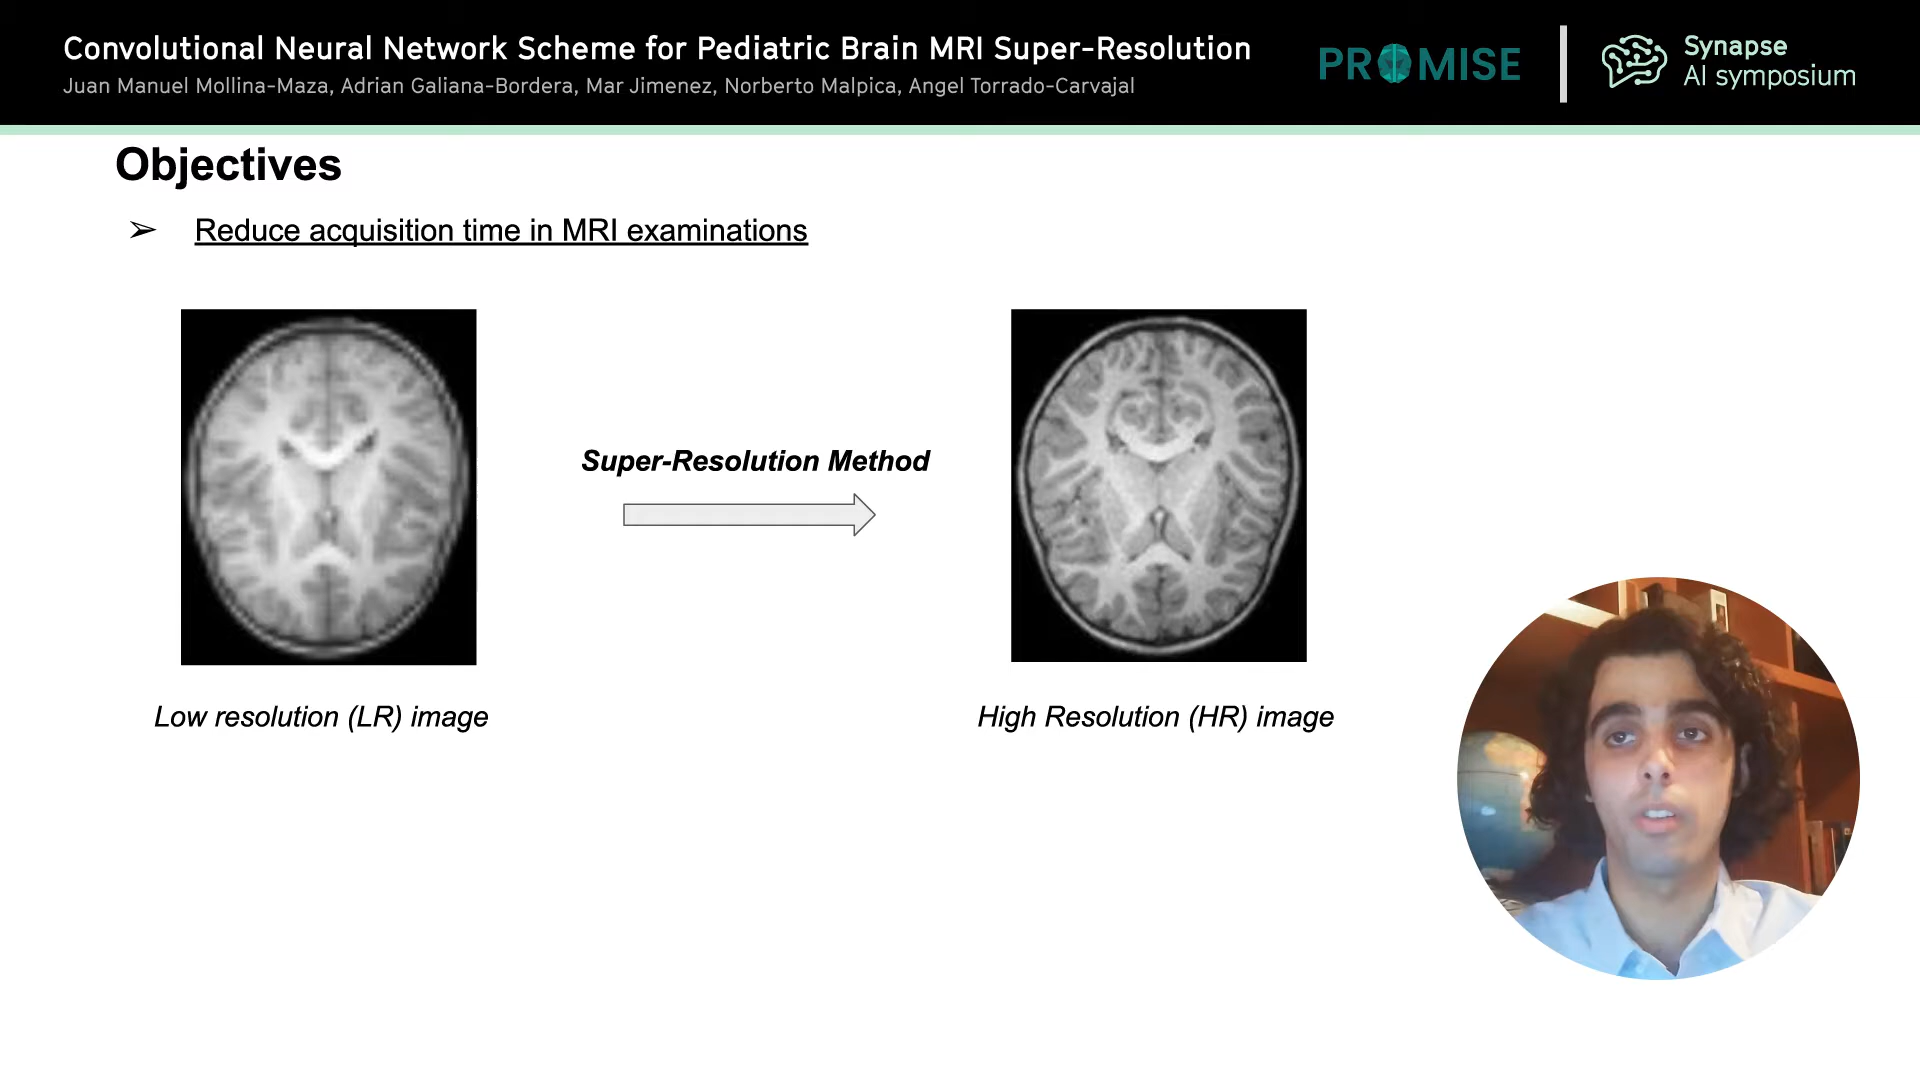 Convolutional Neural Network Scheme for Pediatric Brain MRI Super-Resolution
Juan Manuel Mollina-Maza, Adrian Galiana-Bordera, Mar Jimenez, Norberto Malpica, Angel Torrado-Carvajal
PROMISE
Synapse
AI symposium
Objectives
➢ Reduce acquisition time in MRI examinations
Super-Resolution Method
Low resolution (LR) image
High Resolution (HR) image